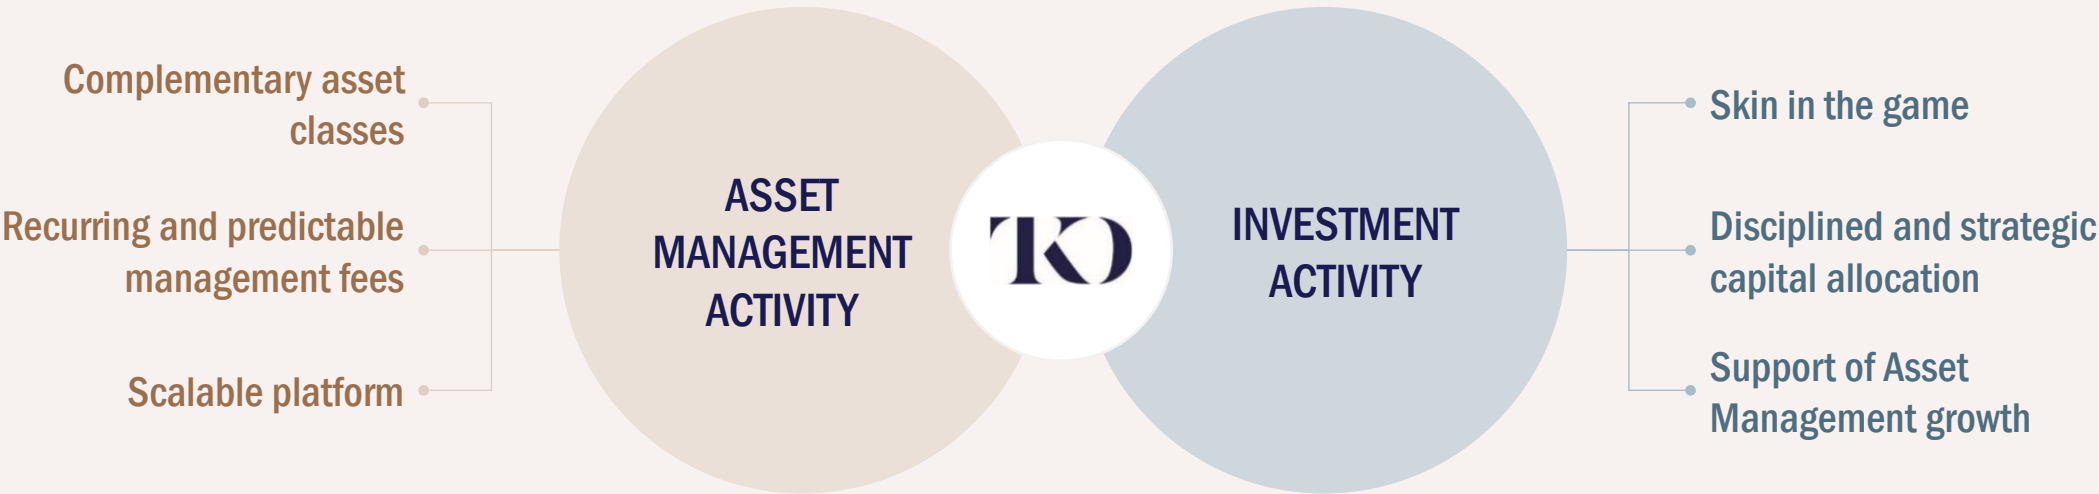 Complementary asset
classes
Recurring and predictable
management fees
Scalable platform
ASSET
MANAGEMENT
ACTIVITY
TKO
INVESTMENT
ACTIVITY
Skin in the game
Disciplined and strategic
capital allocation
Support of Asset
Management growth